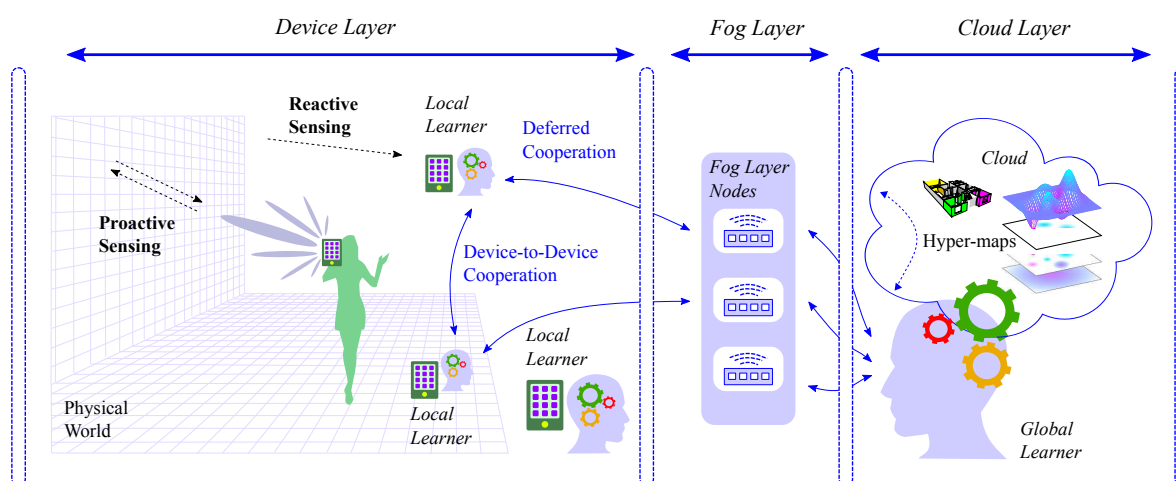 Device Layer
Fog Layer
Cloud Layer
Reactive
Sensing
Local
Learner
Deferred
Cooperation
Proactive
Sensing
Device-to-Device
Cooperation
Local
Learner
Local
Learner
Physical
World
Fog Layer
Nodes
Cloud
Hyper-maps
Global
Learner